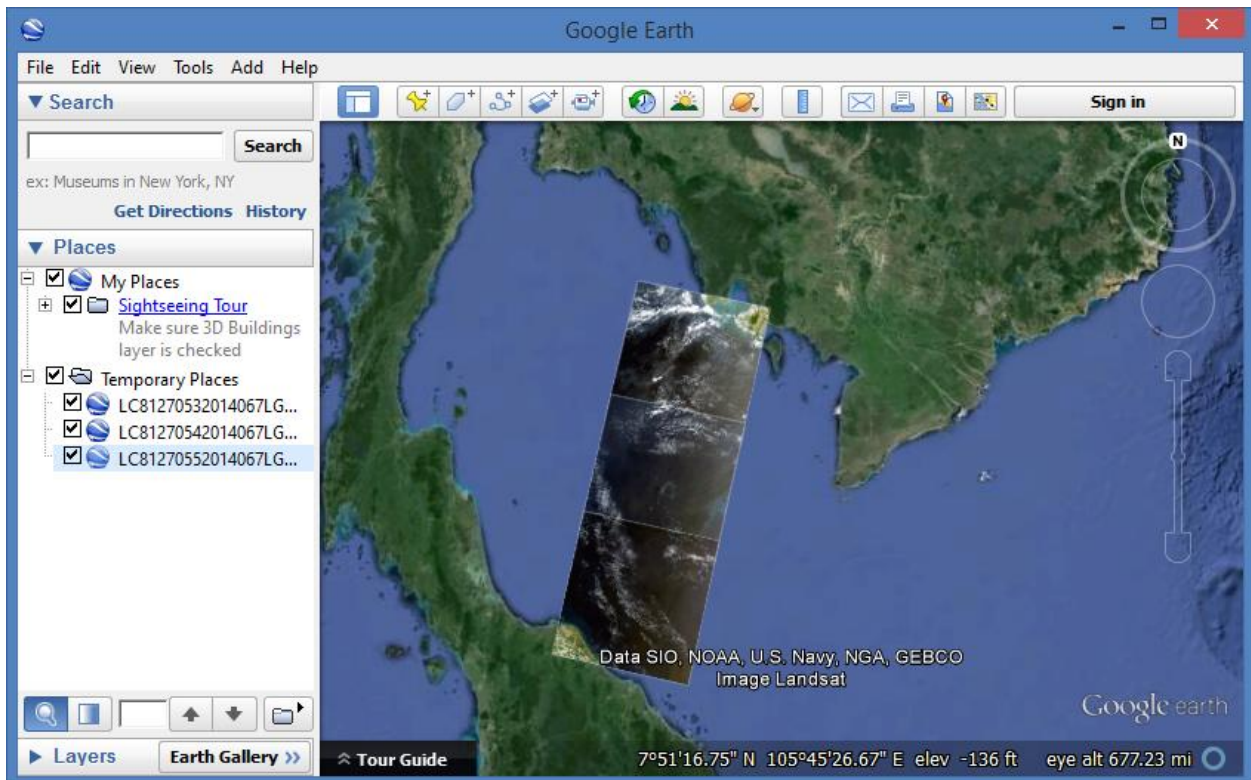 Google Earth
File Edit View Tools Add Help
Search
Search
ex: Museums in New York, NY
Get Directions History
Places
My Places
Sightseeing Tour
Make sure 3D Buildings
layer is checked
Temporary Places
LC81270532014067LG...
LC81270542014067LG...
LC81270552014067LG...
Layers
Earth Gallery >>
Sign in
N
Data SIO, NOAA, U.S. Navy, NGA, GEBCO
Image Landsat
Google earth
Tour Guide
7°51'16.75" N 105°45'26.67" E elev -136 ft eye alt 677.23 mi